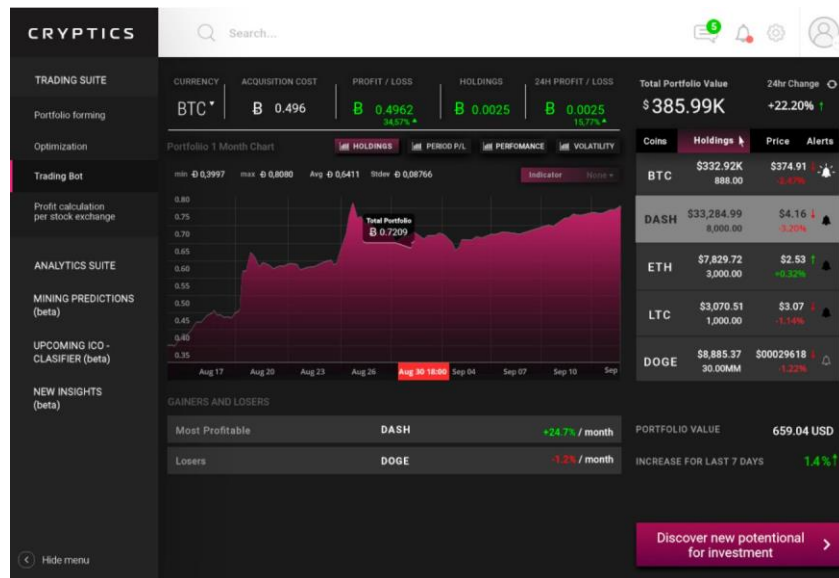 CRYPTICS
Search...
5
TRADING SUITE
Portfolio forming
Optimization
Trading Bot
Profit calculation
per stock exchange
ANALYTICS SUITE
MINING PREDICTIONS
(beta)
UPCOMING ICO -
CLASIFIER (beta)
NEW INSIGHTS
(beta)
Hide menu
CURRENCY ACQUISITION COST PROFIT / LOSS HOLDINGS 24H PROFIT / LOSS
BTC Ƀ 0.496 Ƀ 0.4962 Ƀ 0.0025 Ƀ 0.0025
34,57% 15,77%
Portfoliio 1 Month Chart HOLDINGS PERIOD P/L PERFOMANCE VOLATILITY
min Ð 0,3997 max Ð 0,8080 Avg Ð 0,6411 Stdev Ð 0,08766 Indicator None
0.80
0.75
0.70
0.65
0.60
0.55
0.50
0.45
0.40
0.35
Total Portfolio
Ƀ 0.7209
Aug 17 Aug 20 Aug 23 Aug 26 Aug 30 18:00 Sep 04 Sep 07 Sep 10 Sep
GAINERS AND LOSERS
Most Profitable DASH +24.7% / month
Losers DOGE -1.2% / month
Total Portfolio Value 24hr Change
$385.99K +22.20% ↑
Coins Holdings Price Alerts
BTC $332.92K $374.91 ↓
888.00 -2.47%
DASH $33,284.99 $4.16 ↓
8,000.00 -3.20%
ETH $7,829.72 $2.53 ↑
3,000.00 +0.32%
LTC $3,070.51 $3.07 ↓
1,000.00 -1.14%
DOGE $8,885.37 $00029618 ↓
30.00MM -1.22%
PORTFOLIO VALUE 659.04 USD
INCREASE FOR LAST 7 DAYS 1.4%↑
Discover new potentional
for investment